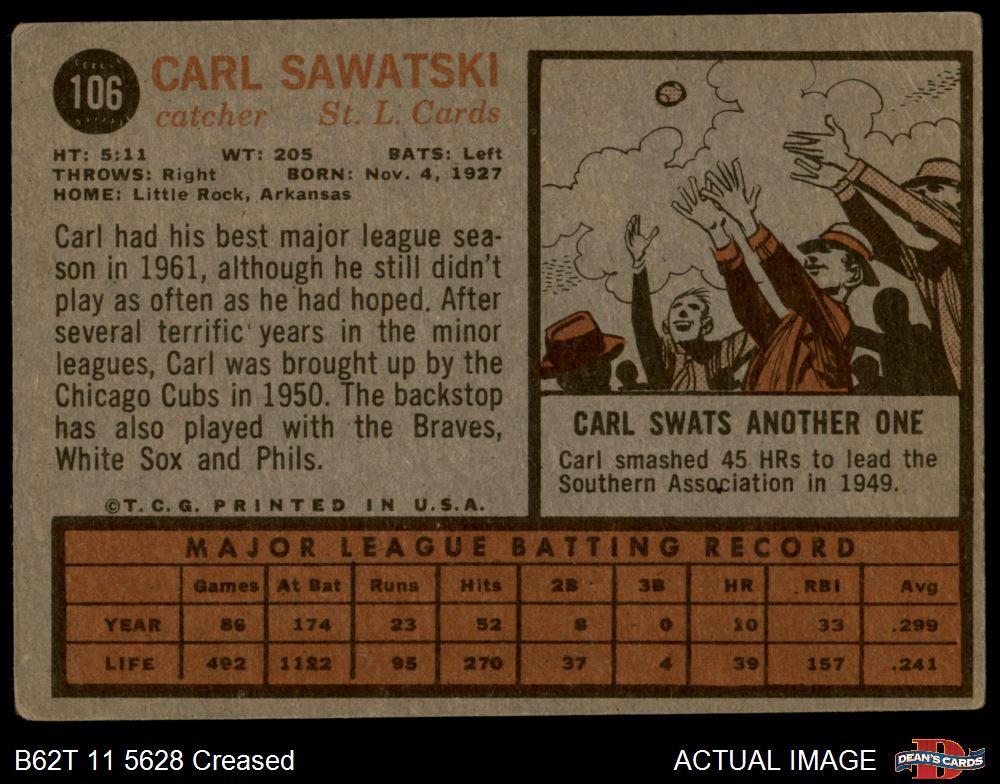 106
CARL SAWATSKI
catcher St. L. Cards
HT: 5:11 WT: 205 BATS: Left
THROWS: Right BORN: Nov. 4, 1927
HOME: Little Rock, Arkansas
Carl had his best major league sea-
son in 1961, although he still didn't
play as often as he had hoped. After
several terrific years in the minor
leagues, Carl was brought up by the
Chicago Cubs in 1950. The backstop
has also played with the Braves,
White Sox and Phils.
©T. C. G. PRINTED IN U.S.A.
CARL SWATS ANOTHER ONE
Carl smashed 45 HRs to lead the
Southern Association in 1949.
MAJOR LEAGUE BATTING RECORD
Games At Bat Runs Hits 2B 3B HR RBI Avg
YEAR 86 174 23 52 8 0 10 33 .299
LIFE 492 1122 95 270 37 4 39 157 .241
B62T 11 5628 Creased
ACTUAL IMAGE
D
DEAN'S CARDS